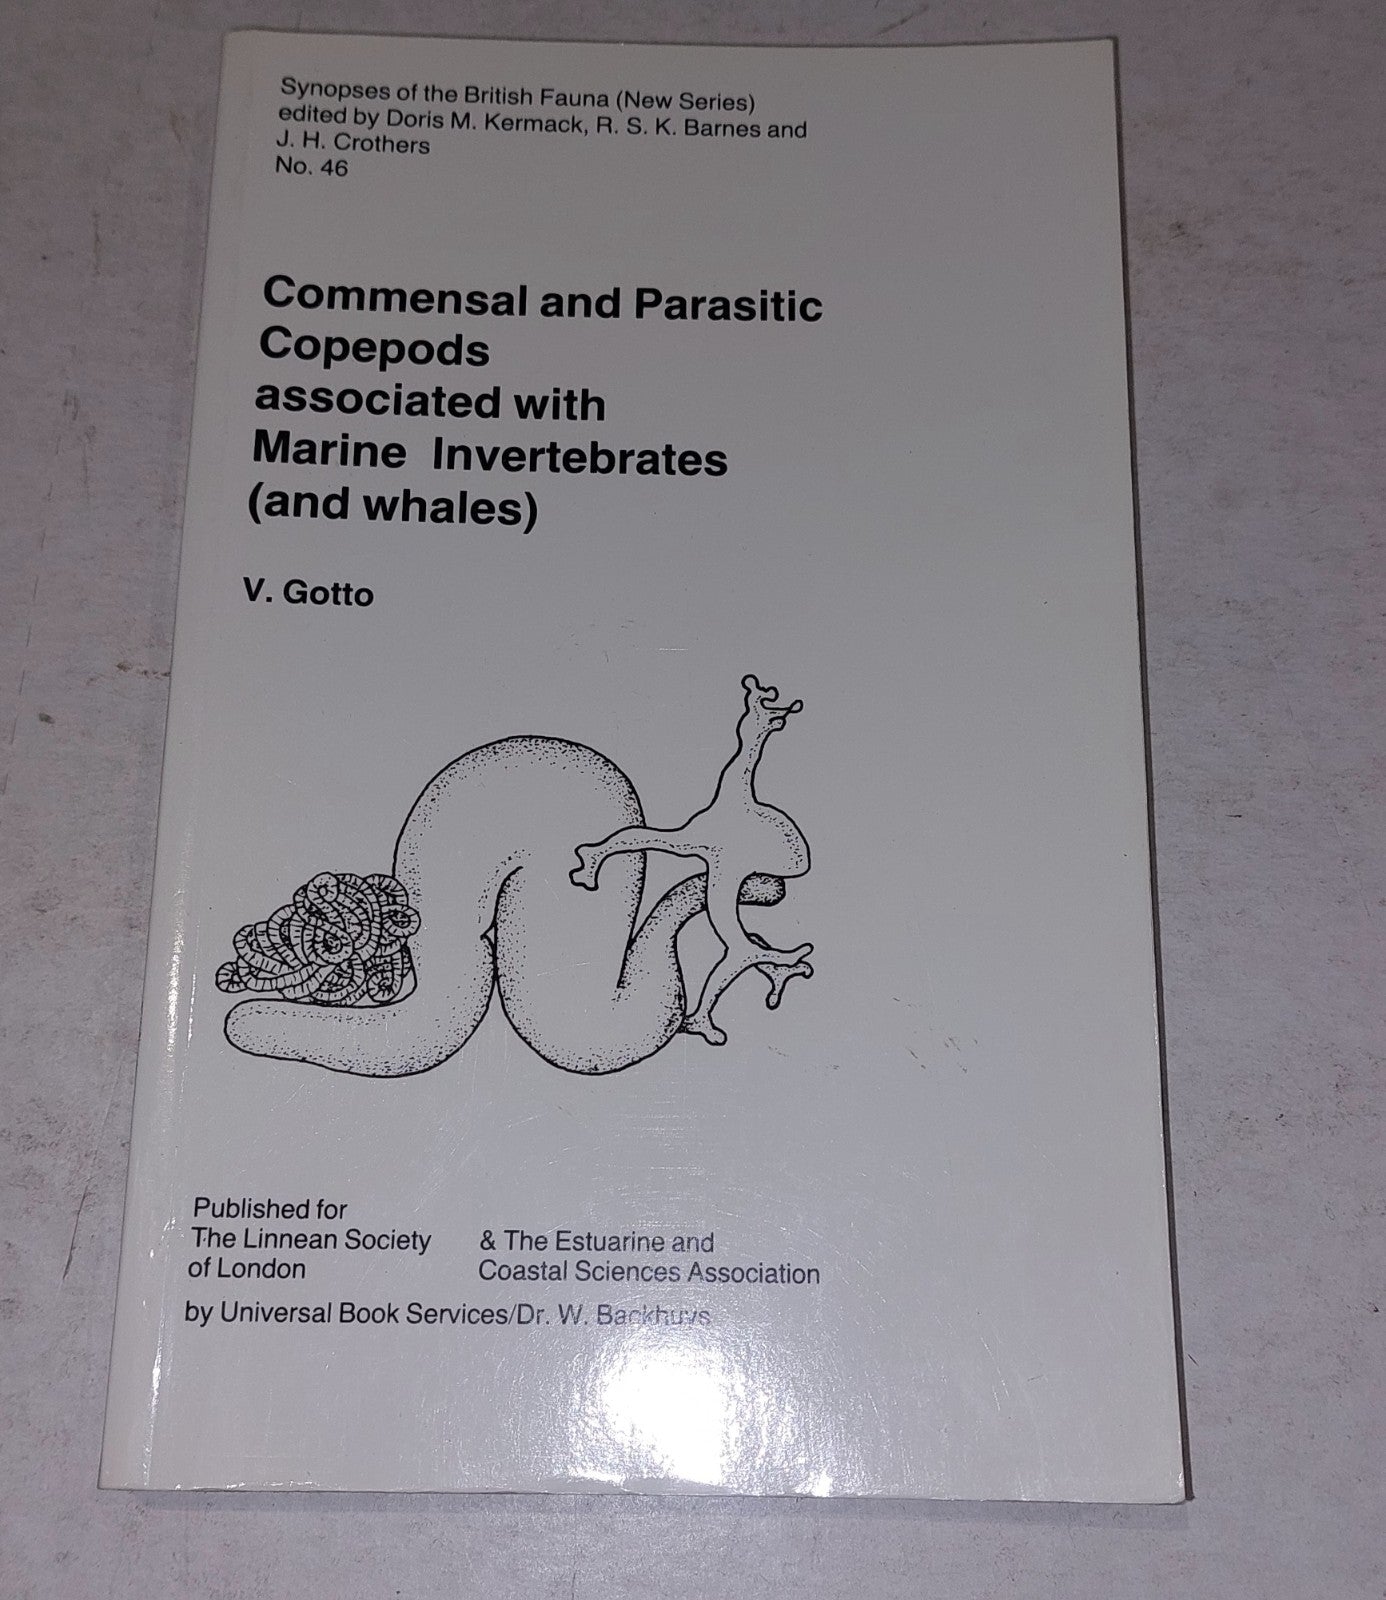 Synopses of the British Fauna (New Series)
edited by Doris M. Kermack, R. S. K. Barnes and
J. H. Crothers
No. 46
Commensal and Parasitic
Copepods
associated with
Marine Invertebrates
(and whales)
V. Gotto
Published for
The Linnean Society
of London
& The Estuarine and
Coastal Sciences Association
by Universal Book Services/Dr. W. Backhuys